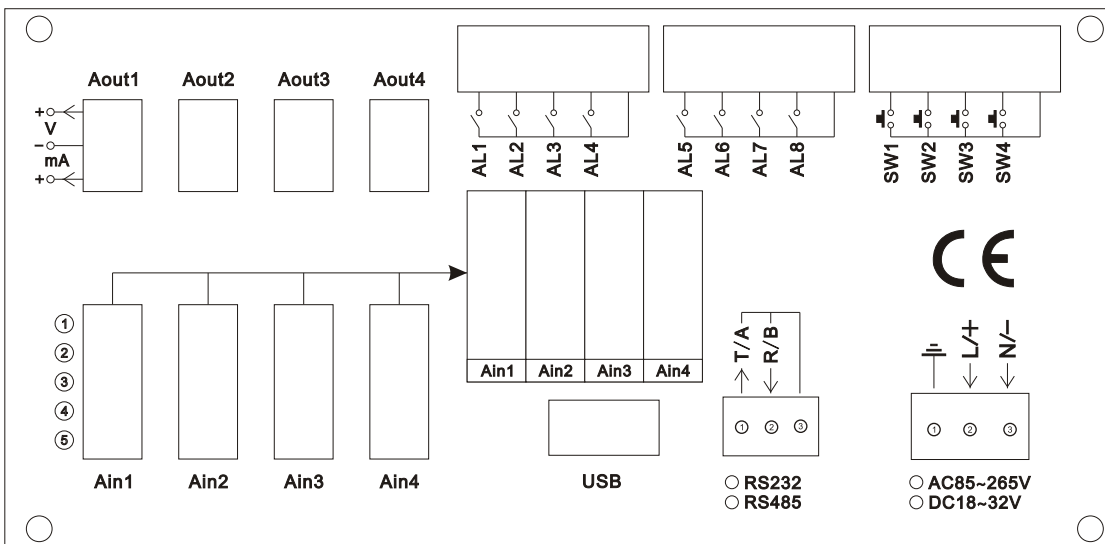 Aout1 Aout2 Aout3 Aout4
+
V
−
mA
+
AL1 AL2 AL3 AL4
AL5 AL6 AL7 AL8
SW1 SW2 SW3 SW4
CE
①
②
③
④
⑤
Ain1 Ain2 Ain3 Ain4
Ain1 Ain2 Ain3 Ain4
USB
T/A R/B
① ② ③
RS232
RS485
L/+ N/−
① ② ③
AC85~265V
DC18~32V